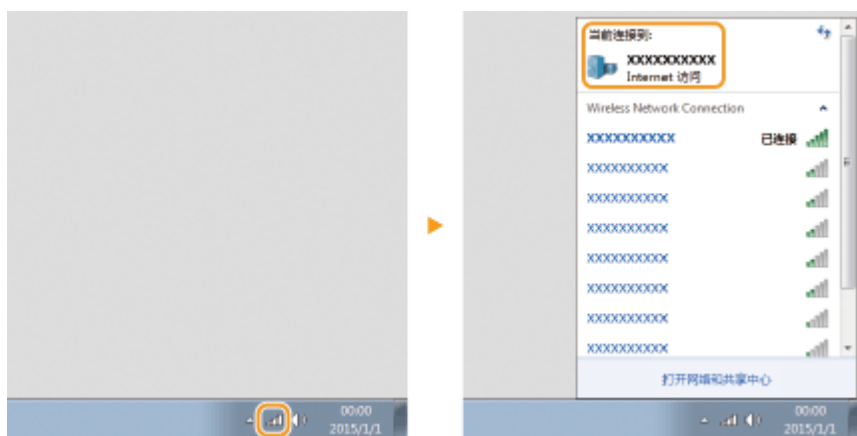 00:00
2015/1/1
当前连接到:
XXXXXXXXXX
Internet 访问
Wireless Network Connection
XXXXXXXXXX 已连接
XXXXXXXXXX
XXXXXXXXXX
XXXXXXXXXX
XXXXXXXXXX
XXXXXXXXXX
XXXXXXXXXX
XXXXXXXXXX
打开网络和共享中心
00:00
2015/1/1